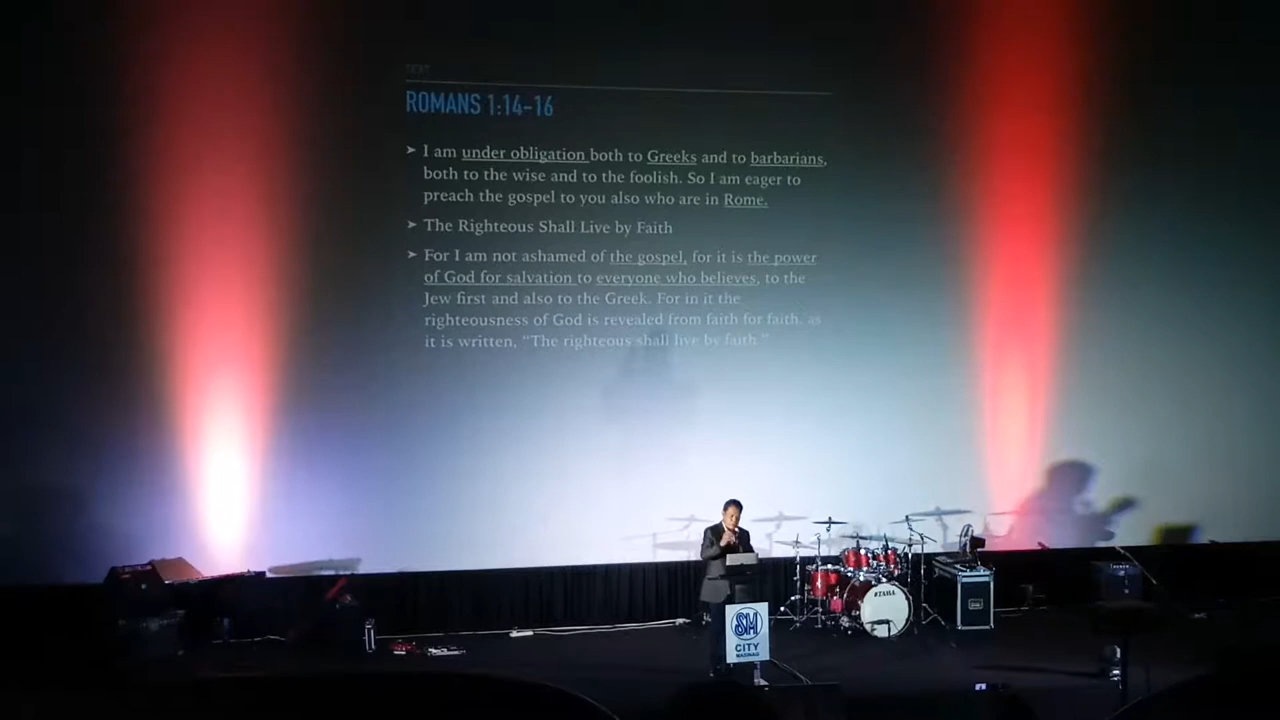 TEXT
ROMANS 1:14-16
➤ I am under obligation both to Greeks and to barbarians,
both to the wise and to the foolish. So I am eager to
preach the gospel to you also who are in Rome.
➤ The Righteous Shall Live by Faith
➤ For I am not ashamed of the gospel, for it is the power
of God for salvation to everyone who believes, to the
Jew first and also to the Greek. For in it the
righteousness of God is revealed from faith for faith, as
it is written, “The righteous shall live by faith.”
TAMA
SM
CITY
MASINAG